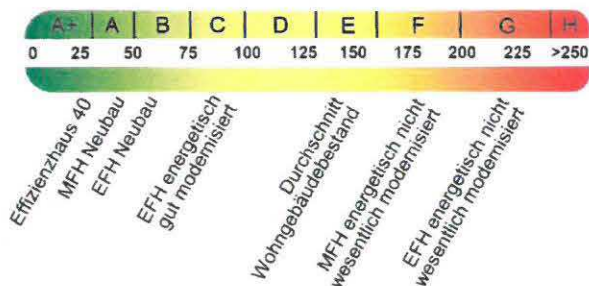 A+ A B C D E F G H
0 25 50 75 100 125 150 175 200 225 >250
Effizienzhaus 40
MFH Neubau
EFH Neubau
EFH energetisch
gut modernisiert
Durchschnitt
Wohngebäudebestand
MFH energetisch nicht
wesentlich modernisiert
EFH energetisch nicht
wesentlich modernisiert